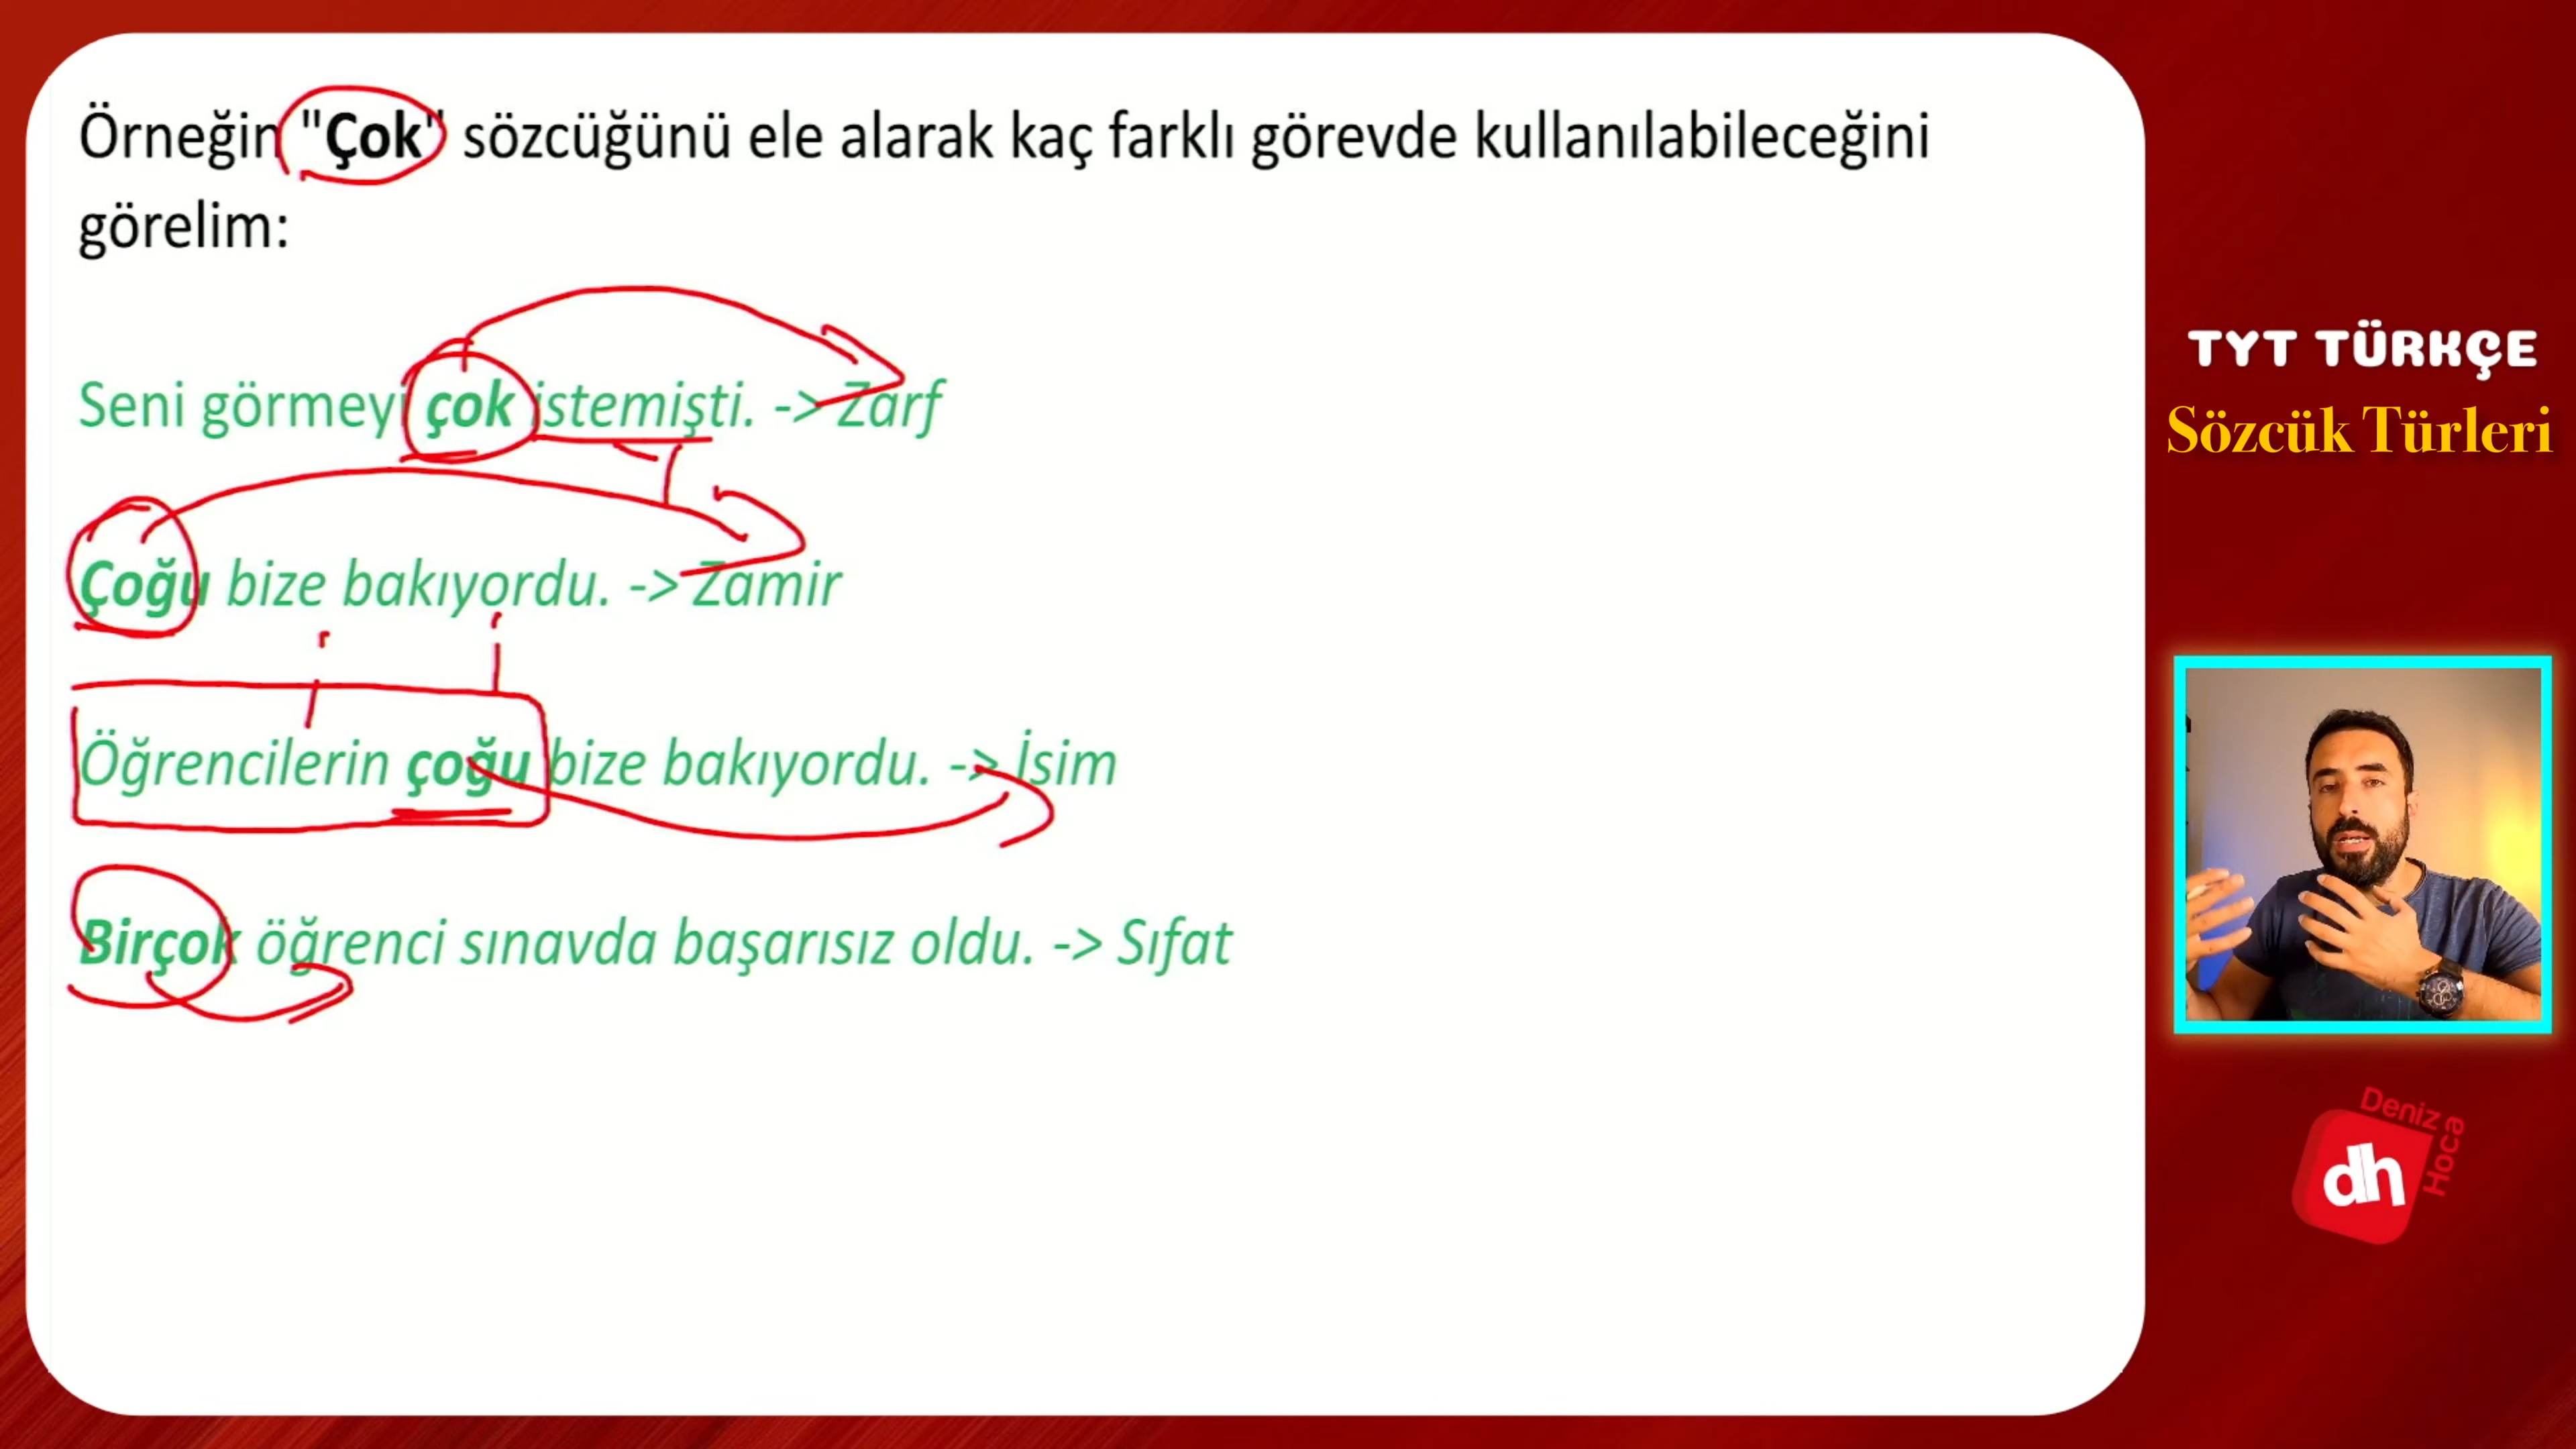 Örneğin "Çok" sözcüğünü ele alarak kaç farklı görevde kullanılabileceğini
görelim:
Seni görmeyi çok istemişti. -> Zarf
Çoğu bize bakıyordu. -> Zamir
Öğrencilerin çoğu bize bakıyordu. -> İsim
Birçok öğrenci sınavda başarısız oldu. -> Sıfat
TYT TÜRKÇE
Sözcük Türleri
Deniz
Hoca
dh